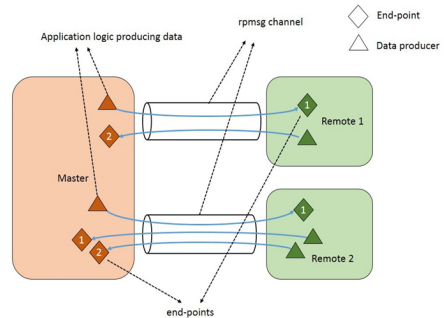 rpmsg channel
End-point
Application logic producing data
Data producer
1
Remote 1
2
Master
1
1
2
Remote 2
end-points